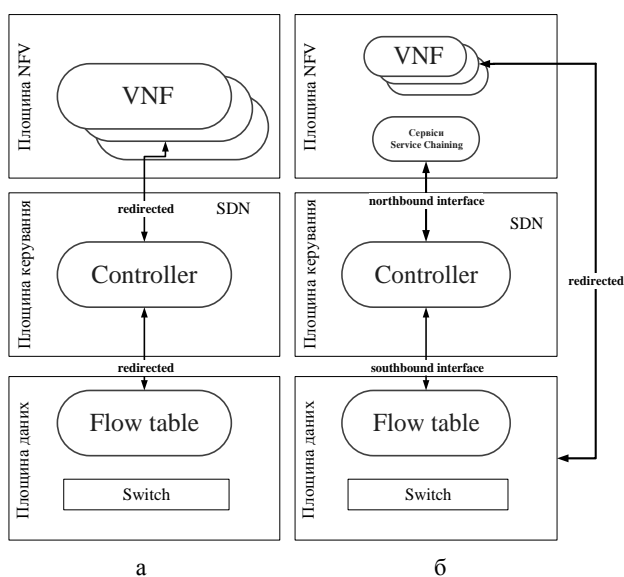 Площина NFV
VNF
redirected
Площина керування
SDN
Controller
redirected
Площина даних
Flow table
Switch
а
Площина NFV
VNF
Сервіси
Service Chaining
northbound interface
Площина керування
SDN
Controller
redirected
southbound interface
Площина даних
Flow table
Switch
б